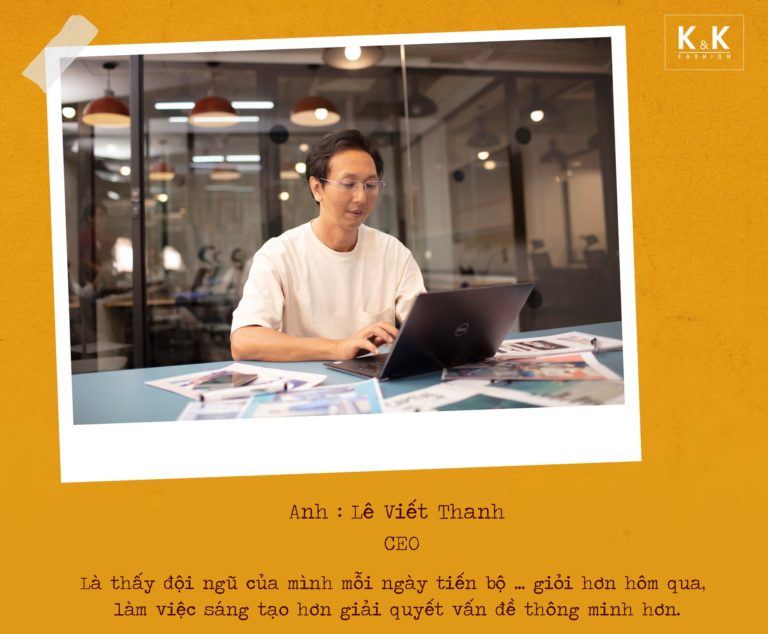 K & K
FASHION
Anh : Lê Viết Thanh
CEO
Là thấy đội ngũ của mình mỗi ngày tiến bộ ... giỏi hơn hôm qua,
làm việc sáng tạo hơn giải quyết vấn đề thông minh hơn.